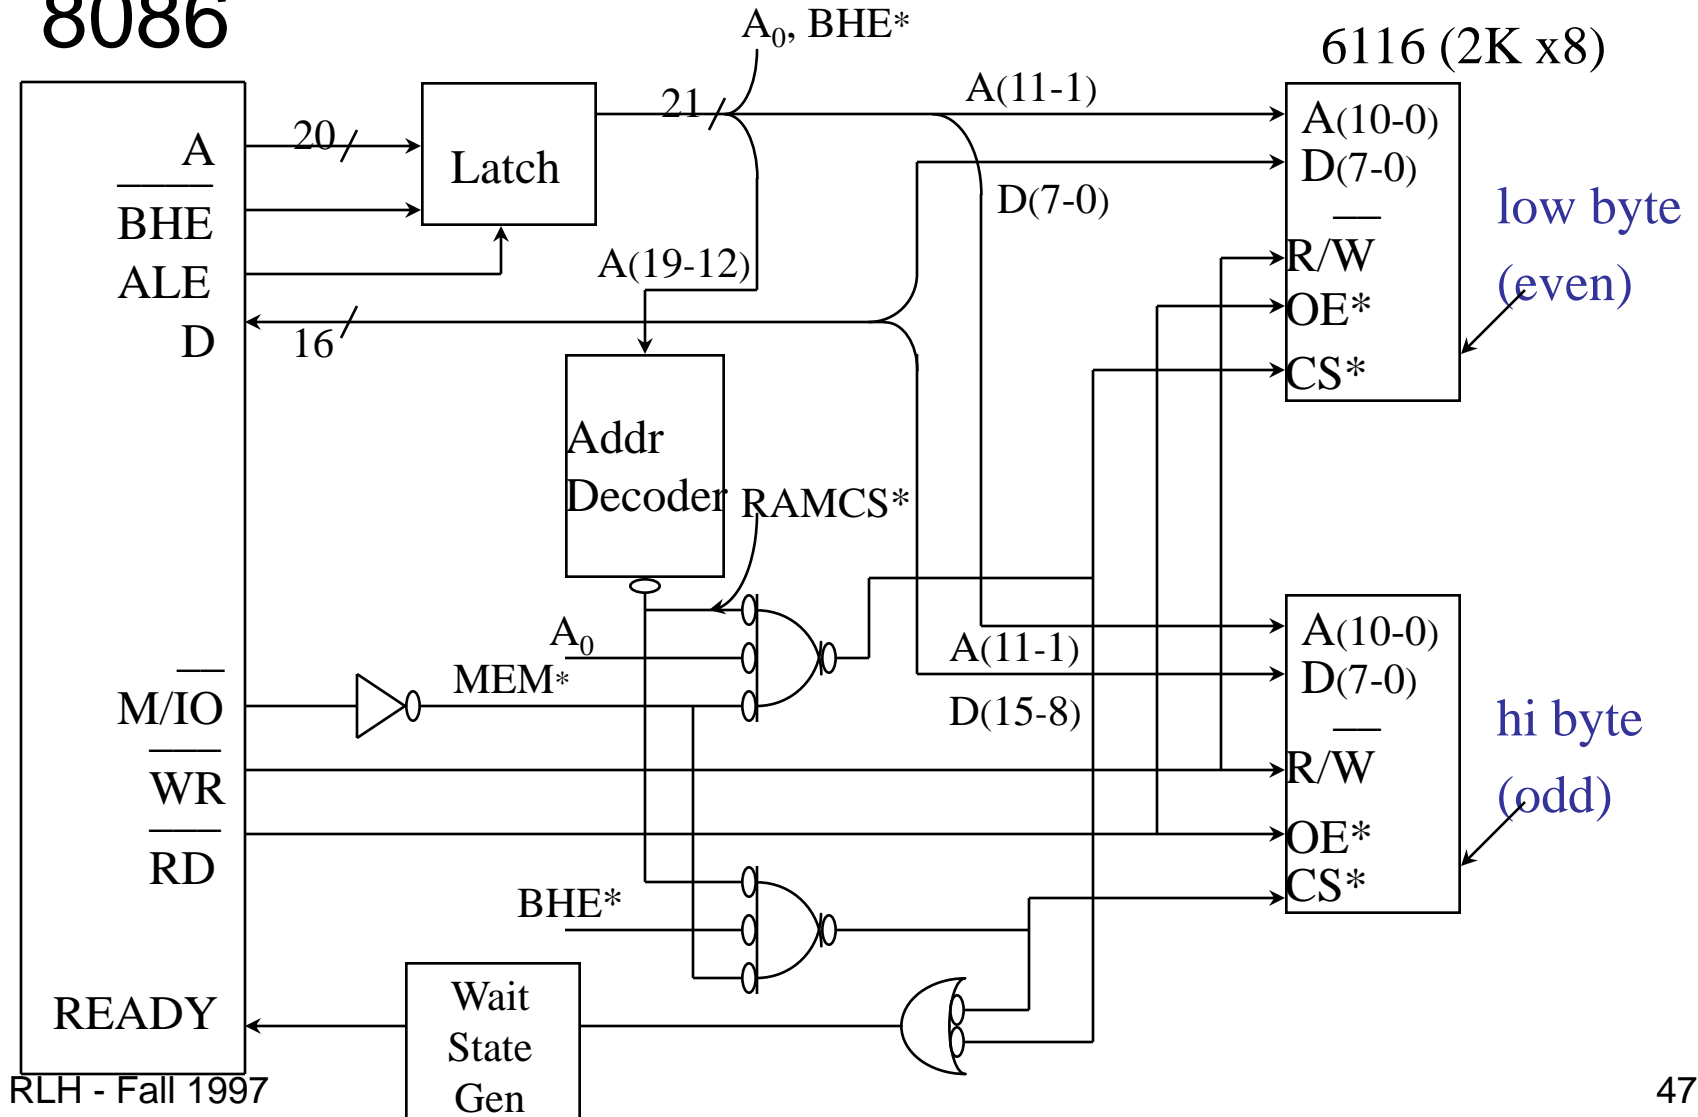 8086
A0, BHE*
6116 (2K x8)
21
A(11-1)
A(10-0)
20
A
Latch
D(7-0)
D(7-0)
low byte
BHE
R/W
A(19-12)
ALE
(even)
OE*
D
16
CS*
Addr
Decoder
RAMCS*
A0
A(11-1)
A(10-0)
MEM*
D(7-0)
M/IO
D(15-8)
hi byte
WR
R/W
(odd)
OE*
RD
CS*
BHE*
READY
Wait
State
Gen
RLH - Fall 1997
47